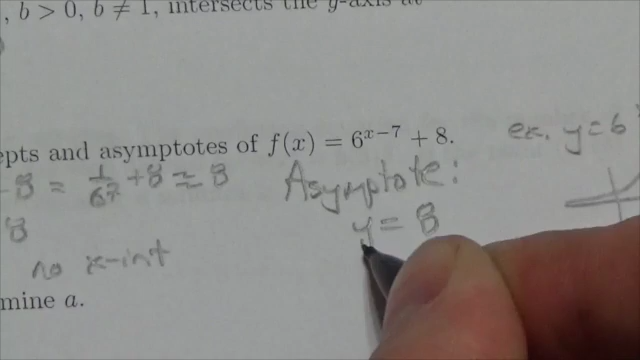 , b > 0, b ≠ 1, intersects the y-axis at
epts and asymptotes of f(x) = 6^{x−7} + 8. ex. y=6
8 = 1/6^7 +8 ≈ 8 Asymptote:
8 y = 8
no x-int
mine a.